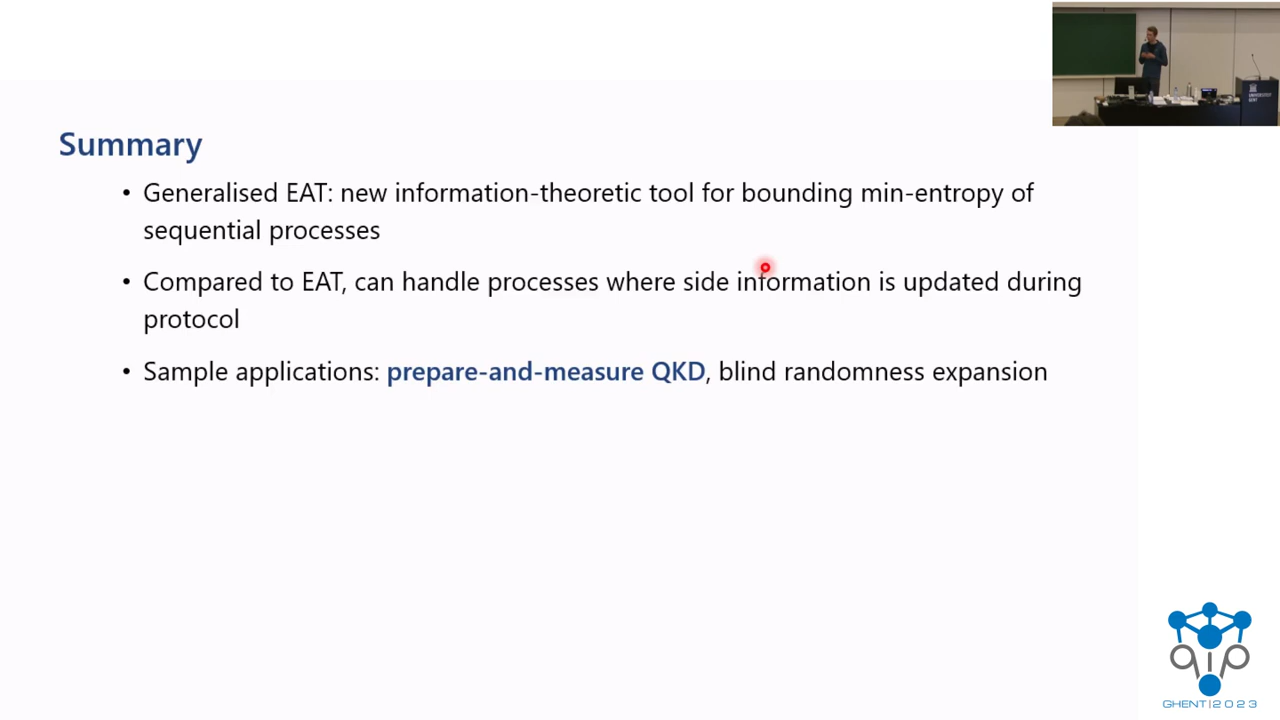 Summary
• Generalised EAT: new information-theoretic tool for bounding min-entropy of
sequential processes
• Compared to EAT, can handle processes where side information is updated during
protocol
• Sample applications: prepare-and-measure QKD, blind randomness expansion
UNIVERSITEIT
GENT
qip
GHENT|2023